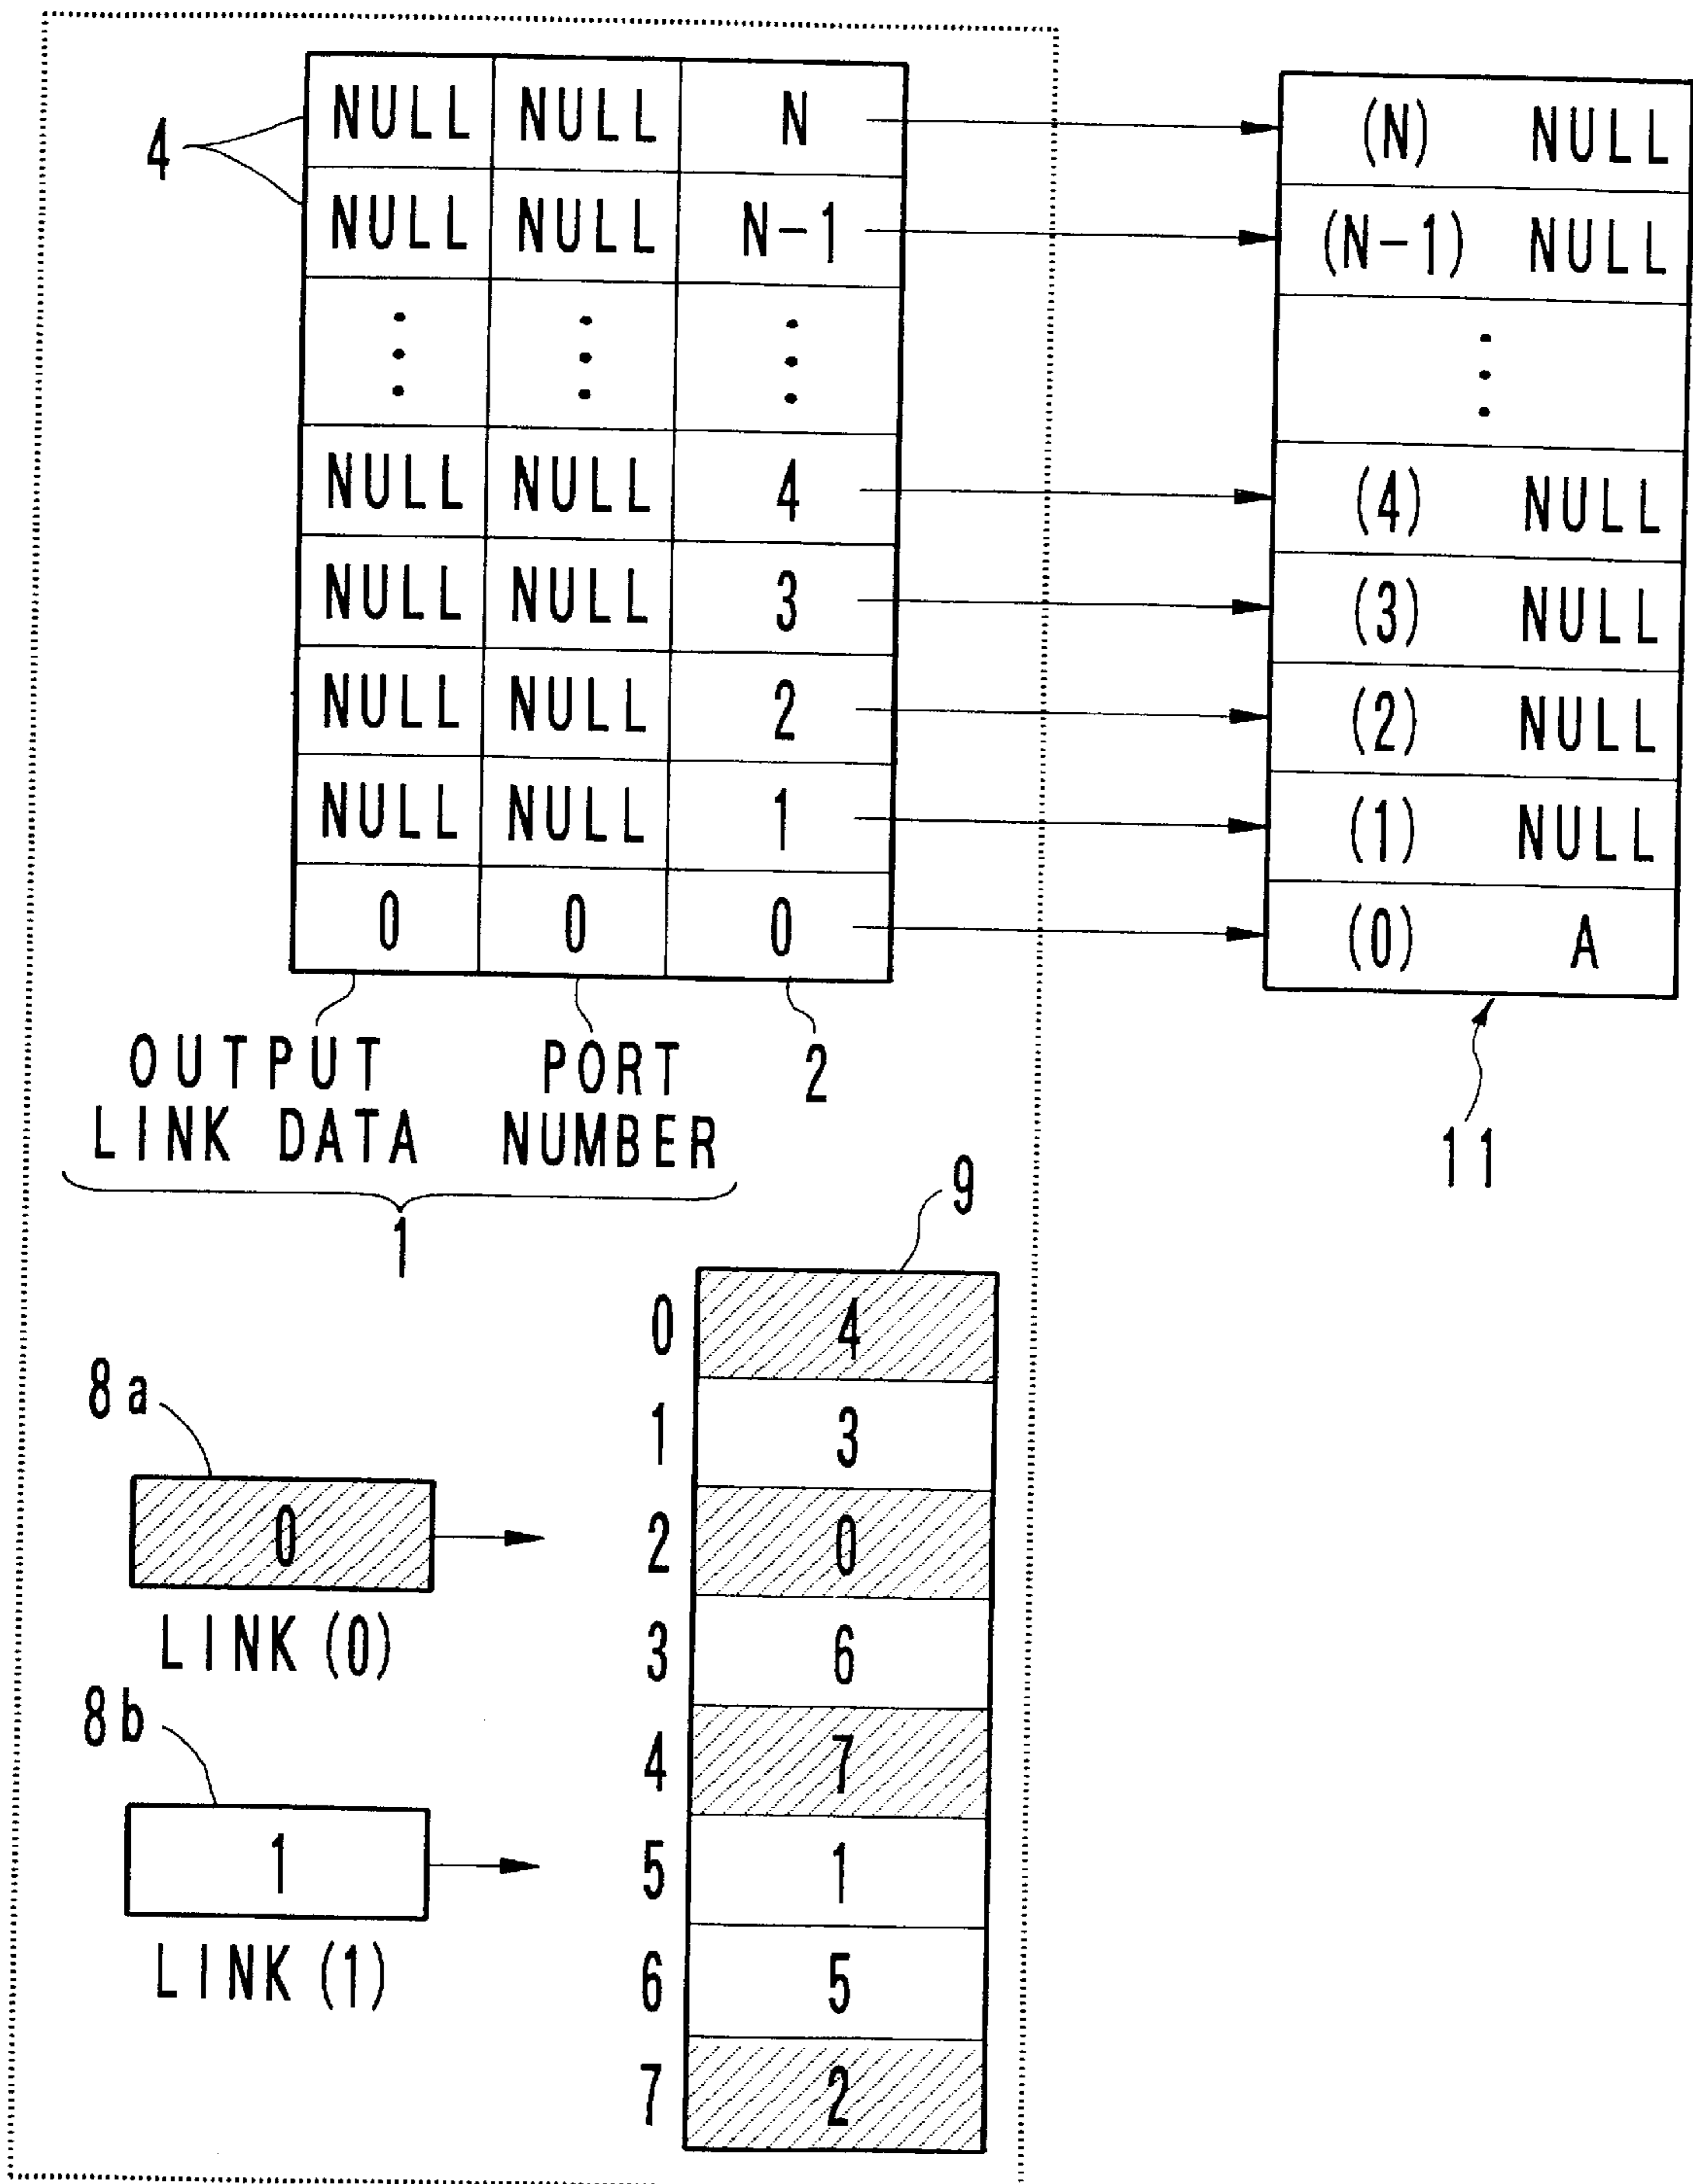 4
NULL NULL N
NULL NULL N-1
NULL NULL 4
NULL NULL 3
NULL NULL 2
NULL NULL 1
0 0 0
(N) NULL
(N-1) NULL
(4) NULL
(3) NULL
(2) NULL
(1) NULL
(0) A
OUTPUT
LINK DATA
PORT
NUMBER
2
11
1
9
8a
0
LINK (0)
8b
1
LINK (1)
0 4
1 3
2 0
3 6
4 7
5 1
6 5
7 2